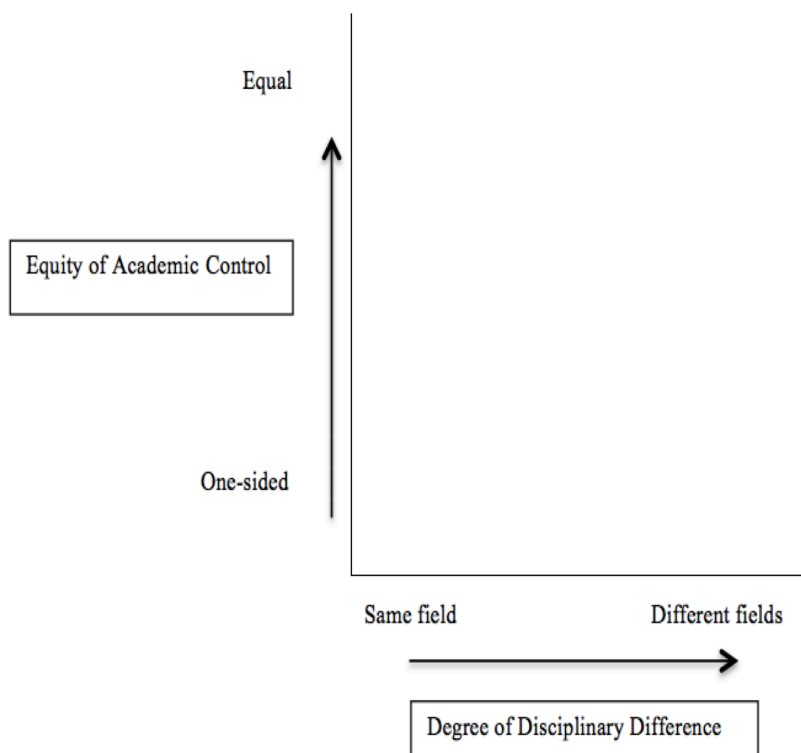 Equal
Equity of Academic Control
One-sided
Same field
Different fields
Degree of Disciplinary Difference